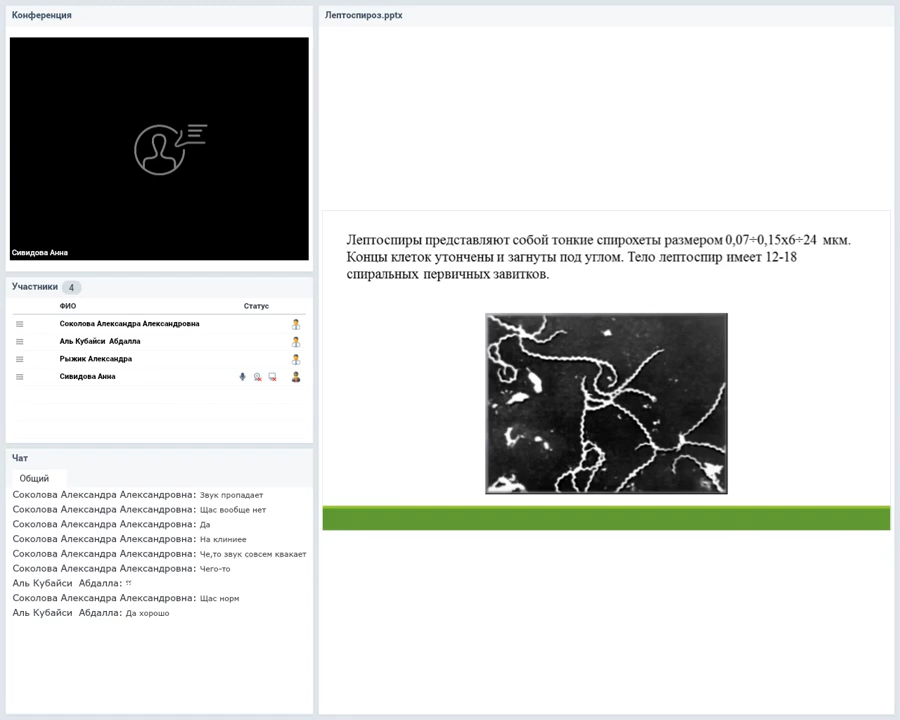 Конференция
Сивидова Анна
Участники 4
ФИО Статус
Соколова Александра Александровна
Аль Кубайси Абдалла
Рыжик Александра
Сивидова Анна
Чат
Общий
Соколова Александра Александровна: Звук пропадает
Соколова Александра Александровна: Щас вообще нет
Соколова Александра Александровна: Да
Соколова Александра Александровна: На клиниее
Соколова Александра Александровна: Че,то звук совсем квакает
Соколова Александра Александровна: Чего-то
Аль Кубайси Абдалла:
Соколова Александра Александровна: Щас норм
Аль Кубайси Абдалла: Да хорошо
Лептоспироз.pptx
Лептоспиры представляют собой тонкие спирохеты размером 0,07÷0,15х6÷24 мкм.
Концы клеток утончены и загнуты под углом. Тело лептоспир имеет 12-18
спиральных первичных завитков.